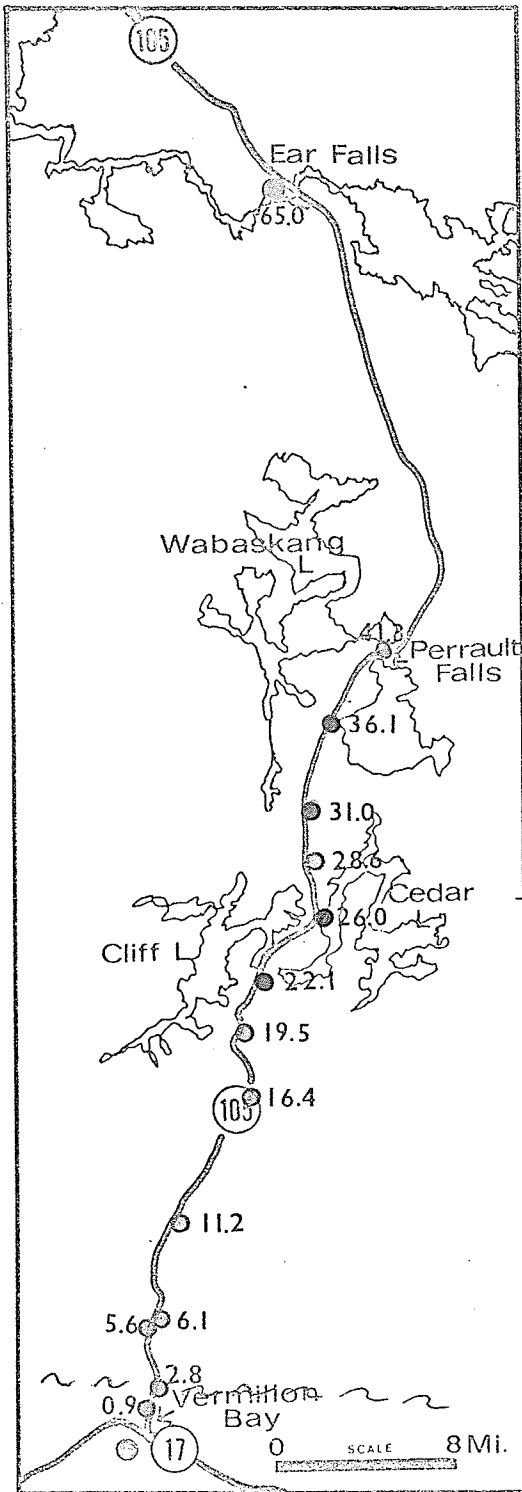 105
Ear Falls
65.0
Wabaskang
L
41.3
Perrault
Falls
36.1
31.0
28.6
Cedar
L
26.0
Cliff L
22.1
19.5
16.4
105
11.2
6.1
5.6
2.8
0.9
Vermilion
Bay
17
0 SCALE 8 Mi.